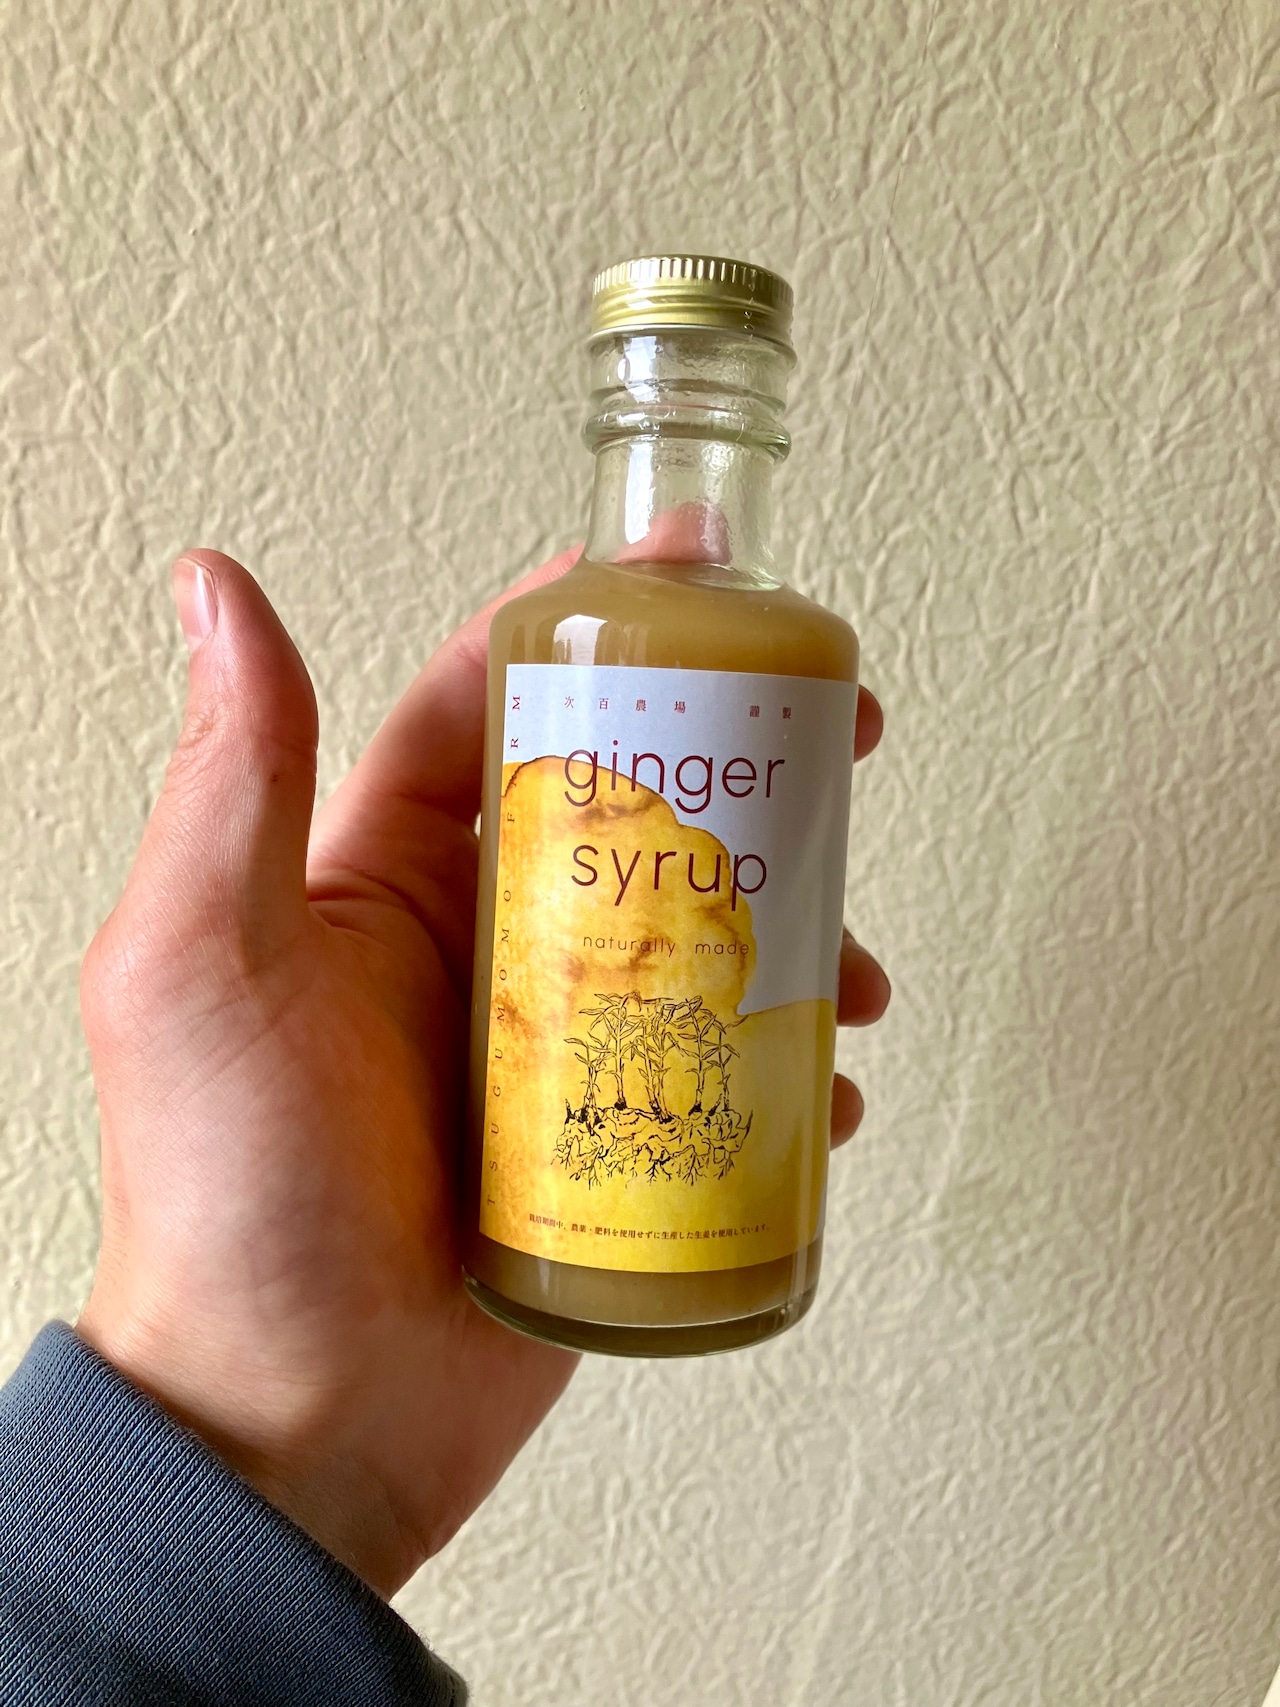 次百農場 謹製
ginger
syrup
naturally made
TSUGUMOMO FRM
栽培期間中、農薬・肥料を使用せずに生産した生姜を使用しています。